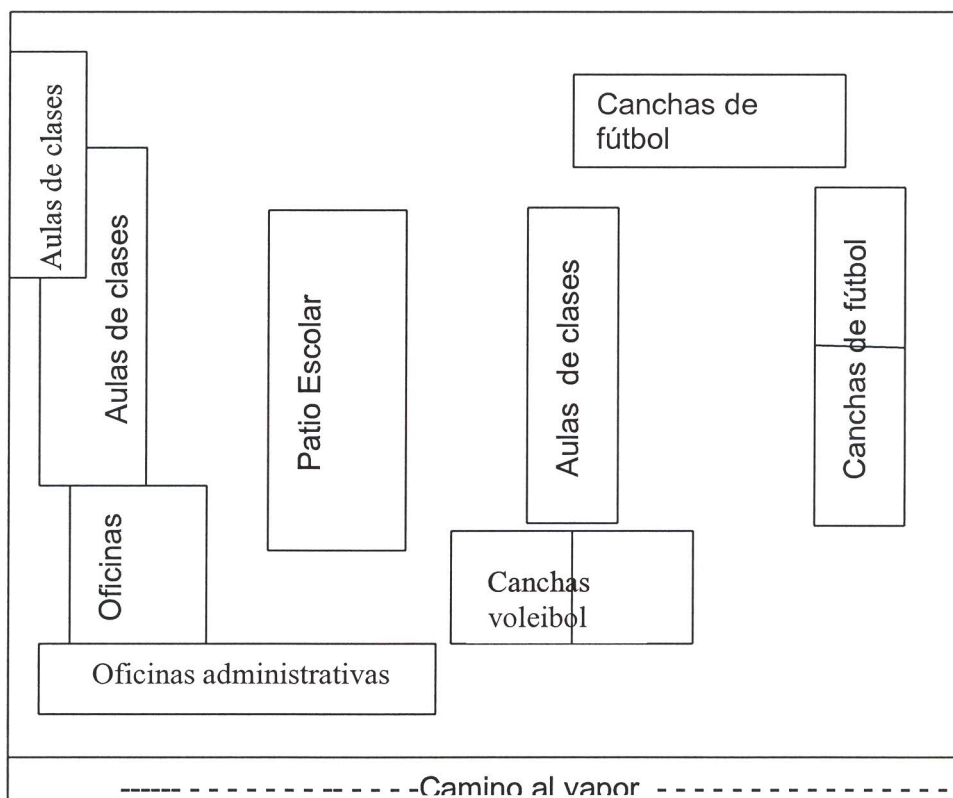 Aulas de clases
Aulas de clases
Canchas de
fútbol
Patio Escolar
Aulas de clases
Canchas de fútbol
Oficinas
Canchas
voleibol
Oficinas administrativas
Camino al vapor